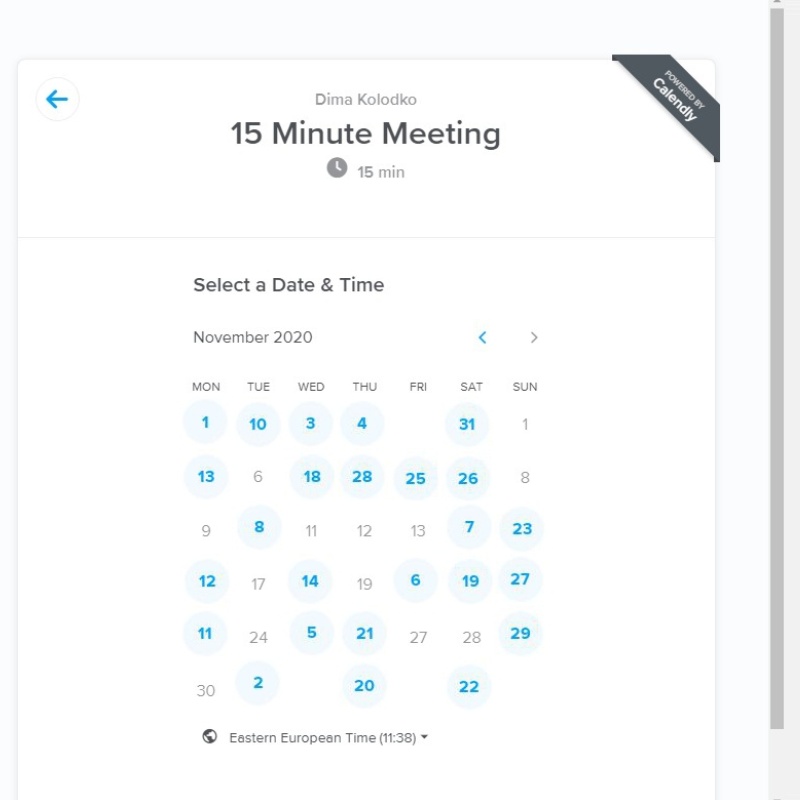 POWERED BY
Calendly
Dima Kolodko
15 Minute Meeting
15 min
Select a Date & Time
November 2020
MON TUE WED THU FRI SAT SUN
1 10 3 4 31 1
13 6 18 28 25 26 8
9 8 11 12 13 7 23
12 17 14 19 6 19 27
11 24 5 21 27 28 29
30 2 20 22
Eastern European Time (11:38)